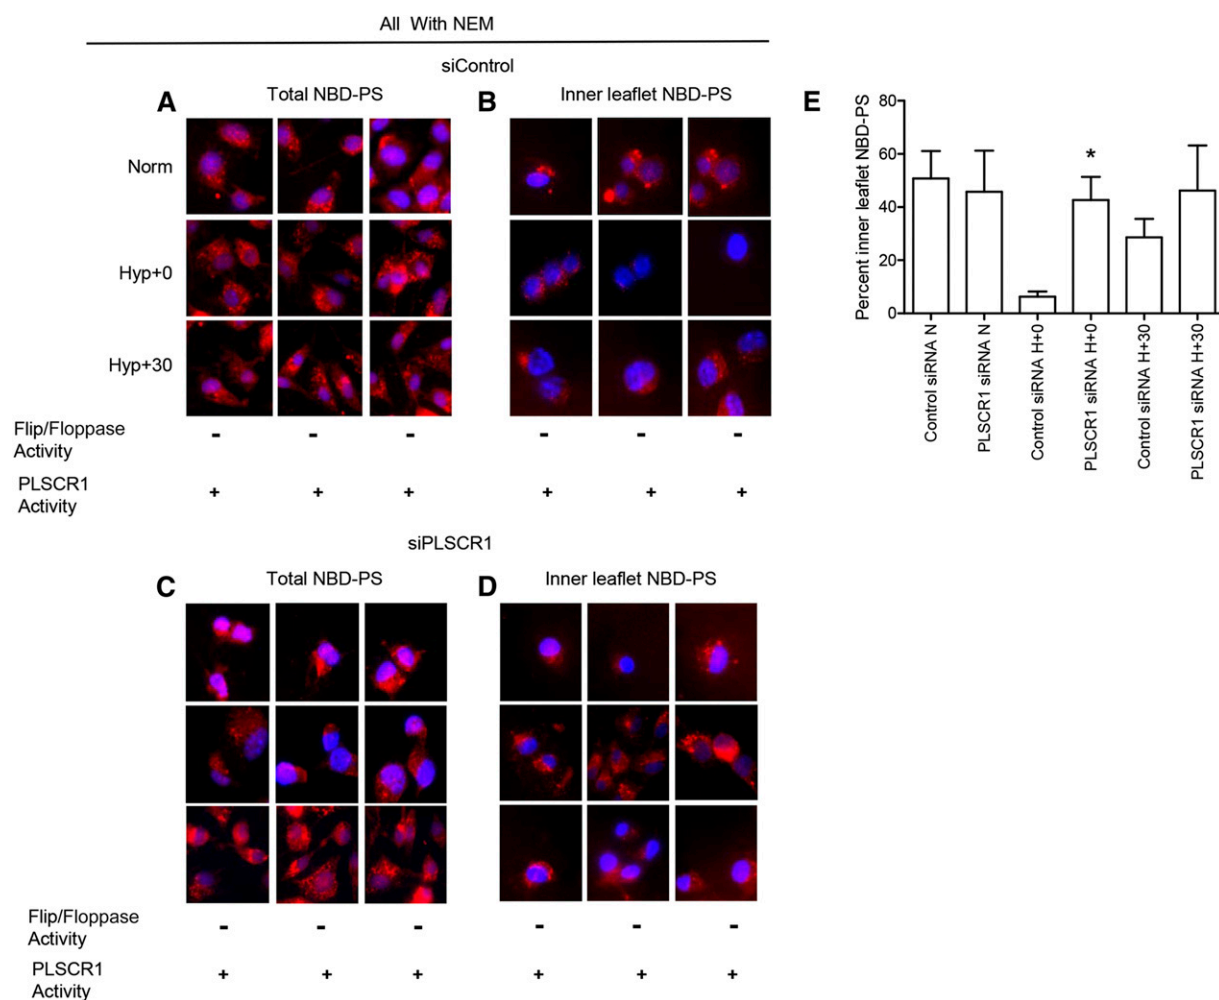 All With NEM
siControl
A
Total NBD-PS
B
Inner leaflet NBD-PS
Norm
Hyp+0
Hyp+30
Flip/Floppase
Activity
- - - - - -
PLSCR1
Activity
+ + + + + +
siPLSCR1
C
Total NBD-PS
D
Inner leaflet NBD-PS
Flip/Floppase
Activity
- - - - - -
PLSCR1
Activity
+ + + + + +
E
Percent inner leaflet NBD-PS
80
60
40
20
0
*
Control siRNA N
PLSCR1 siRNA N
Control siRNA H+0
PLSCR1 siRNA H+0
Control siRNA H+30
PLSCR1 siRNA H+30